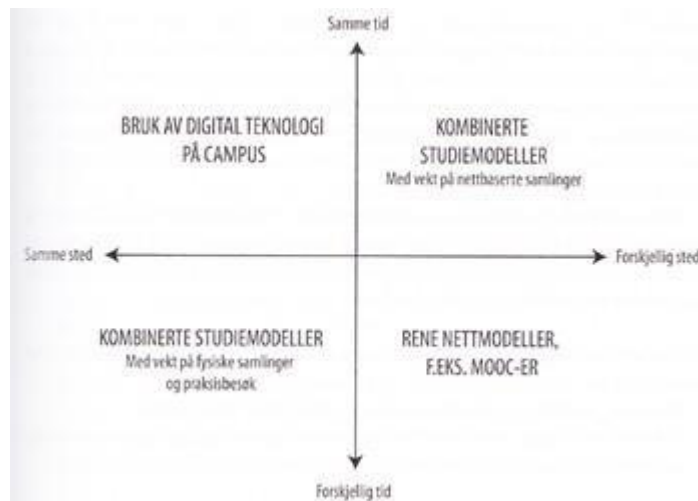 Samme tid
BRUK AV DIGITAL TEKNOLOGI
PÅ CAMPUS
KOMBINERTE
STUDIEMODELLER
Med vekt på nettbaserte samlinger
Samme sted
Forskjellig sted
KOMBINERTE STUDIEMODELLER
Med vekt på fysiske samlinger
og praksisbesøk
RENE NETTMODELLER,
F.EKS. MOOC-ER
Forskjellig tid